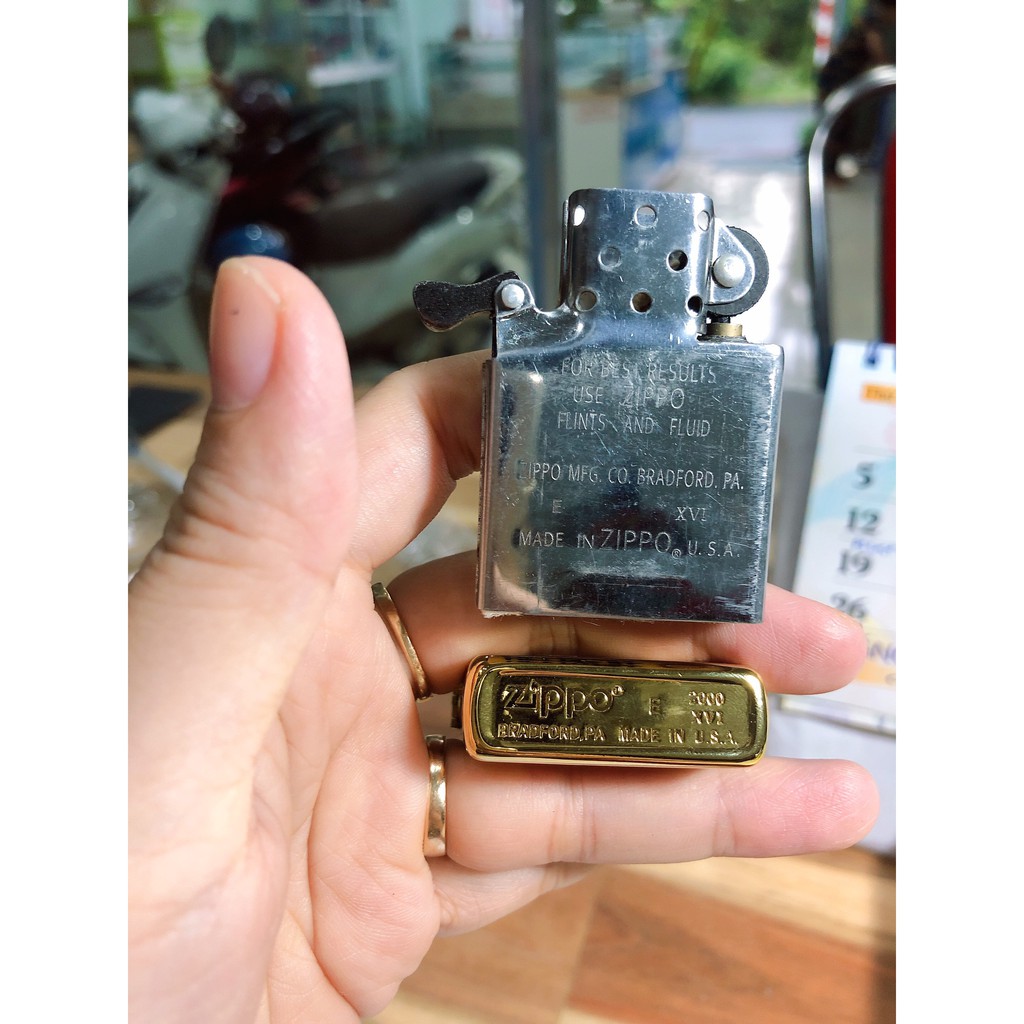 FOR BEST RESULTS
USE ZIPPO
FLINTS AND FLUID
ZIPPO MFG. CO. BRADFORD, PA.
E XVI
MADE IN ZIPPO® U.S.A.
zippo® E 2000
XVI
BRADFORD, PA MADE IN U.S.A.
5
12
19
26